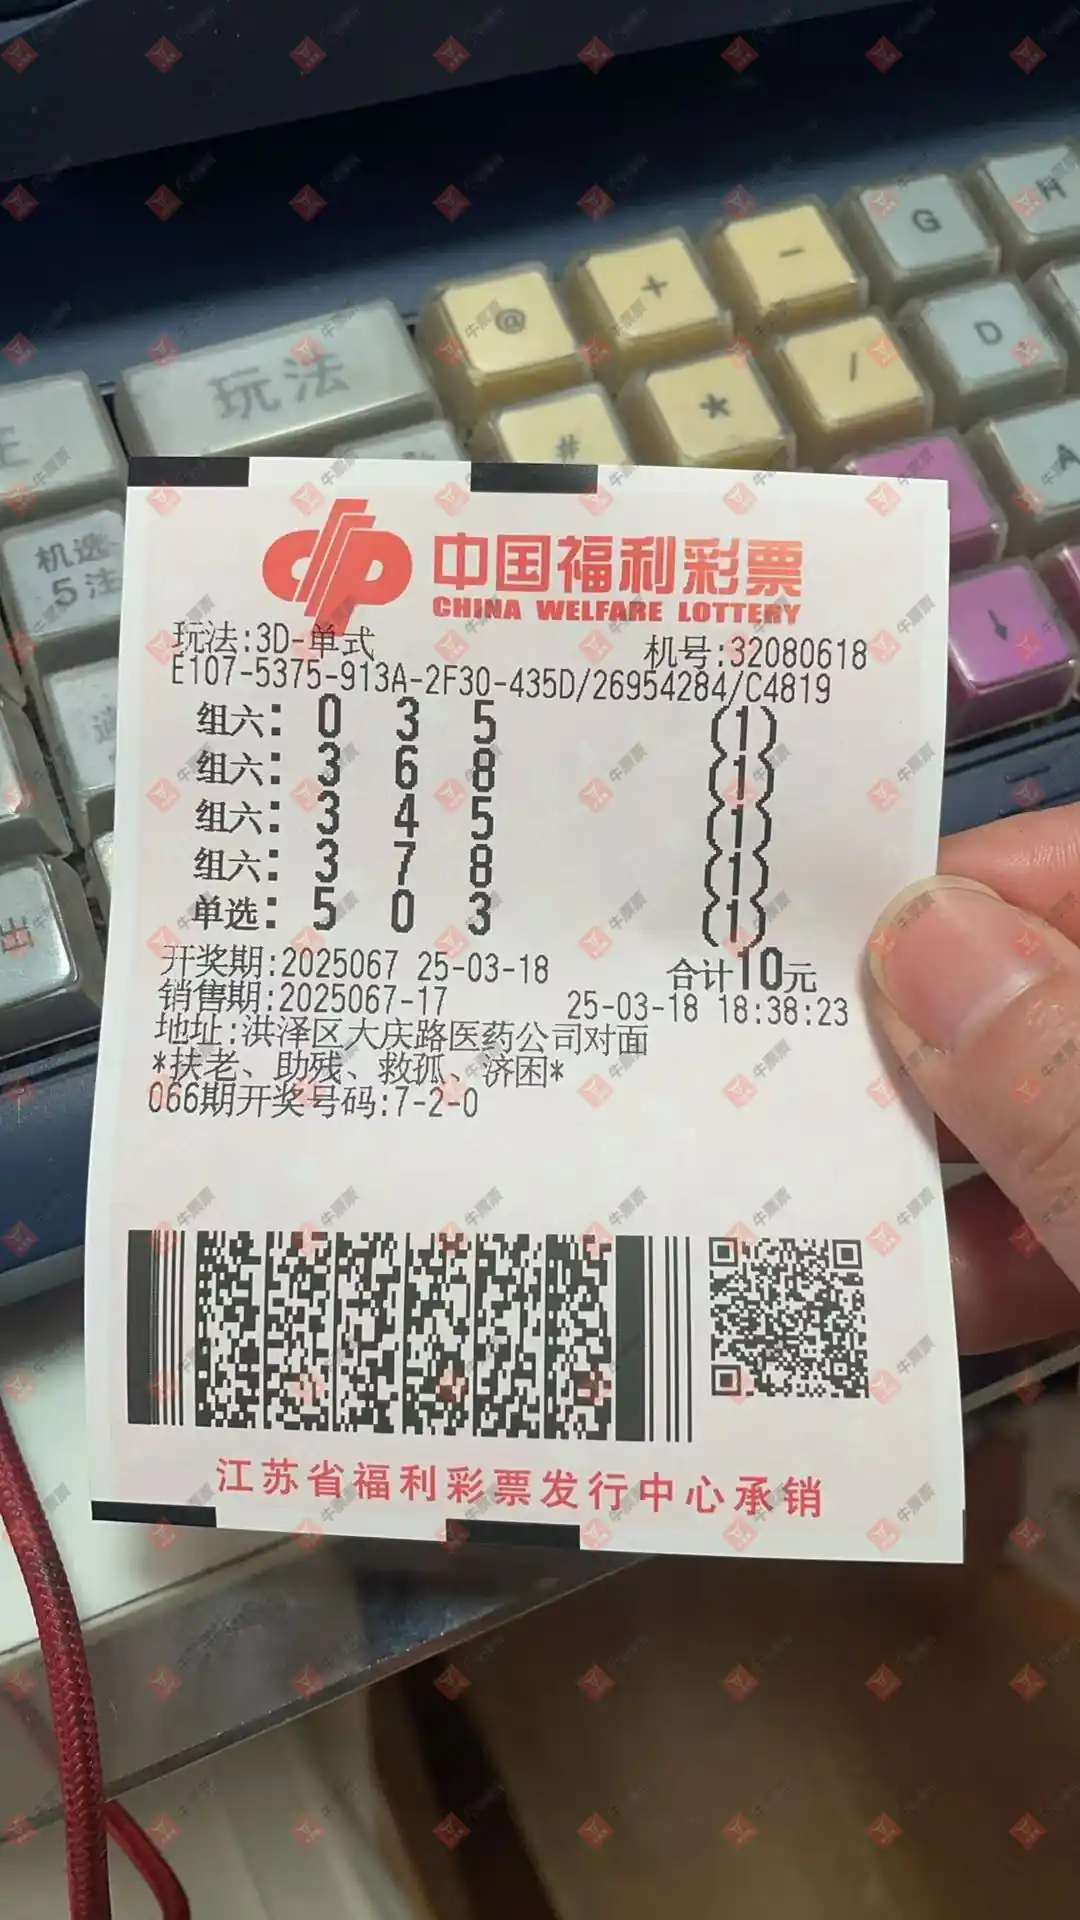 @
+
-
G
H
玩法
#
*
/
D
A
机选
5注
↓
出
中国福利彩票
CHINA WELFARE LOTTERY
玩法:3D-单式 机号:32080618
E107-5375-913A-2F30-435D/26954284/C4819
组六: 0 3 5 (1)
组六: 3 6 8 (1)
组六: 3 4 5 (1)
组六: 3 7 8 (1)
单选: 5 0 3 (1)
开奖期:2025067 25-03-18 合计10元
销售期:2025067-17 25-03-18 18:38:23
地址:洪泽区大庆路医药公司对面
*扶老、助残、救孤、济困*
066期开奖号码:7-2-0
江苏省福利彩票发行中心承销
牛票票